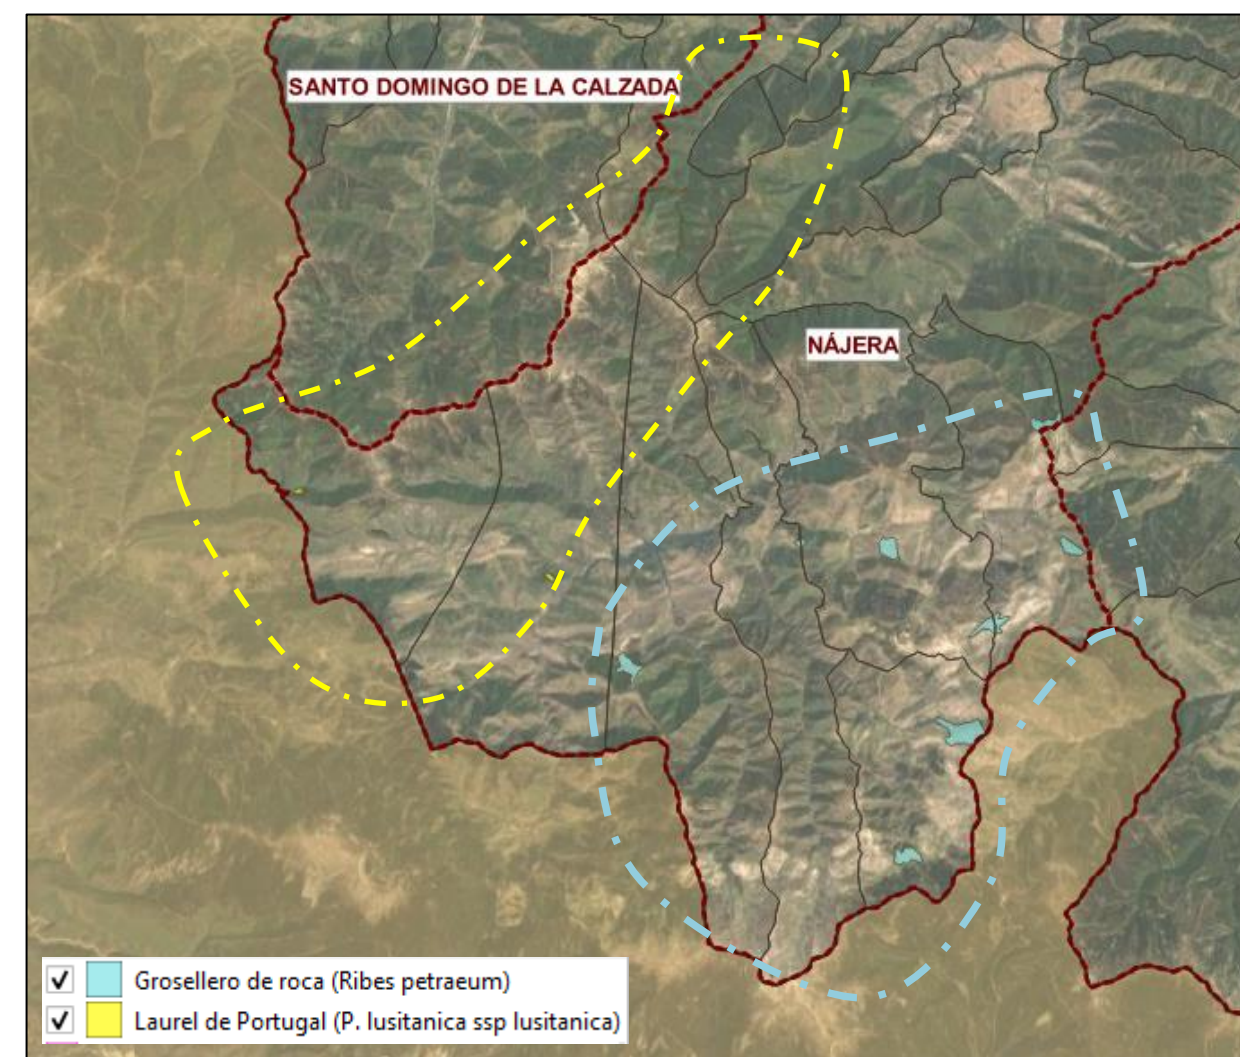 SANTO DOMINGO DE LA CALZADA
NÁJERA
Grosellero de roca (Ribes petraeum)
Laurel de Portugal (P. lusitanica ssp lusitanica)